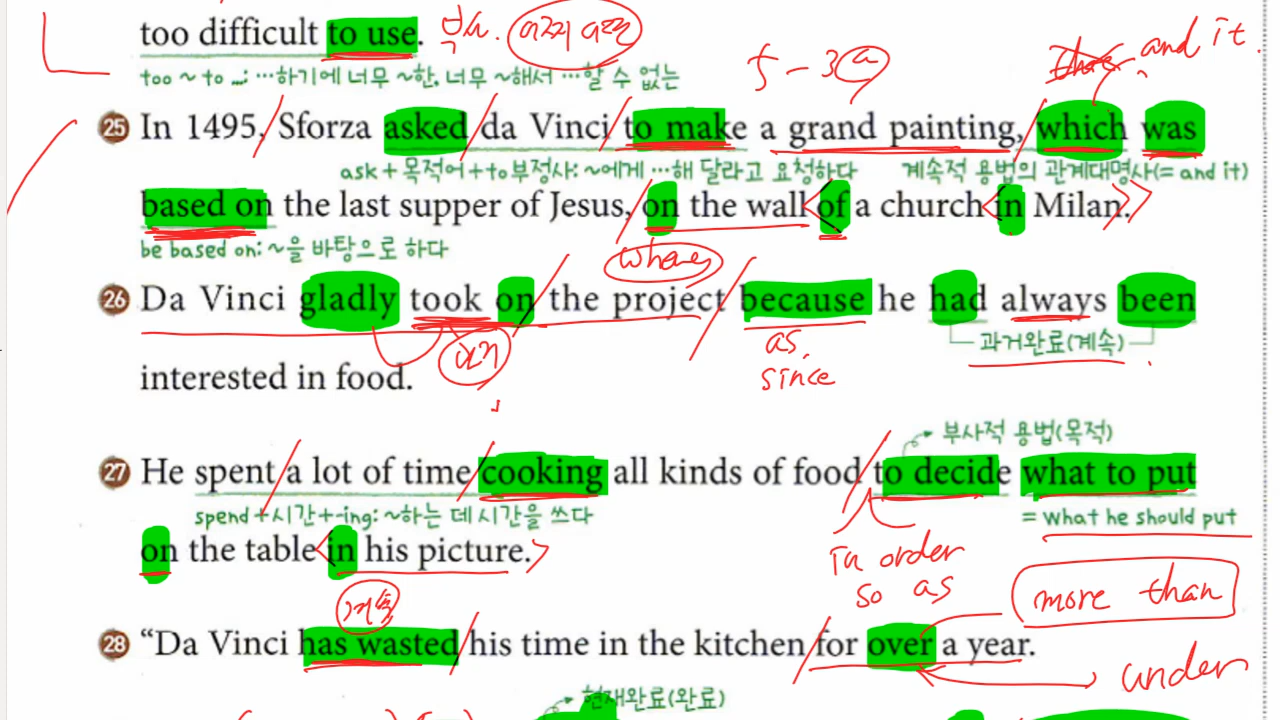 too difficult to use. 부사.
too ~ to ...: …하기에 너무 ~한, 너무 ~해서 …할 수 없는
5-3 a and it.
25 In 1495, Sforza asked da Vinci to make a grand painting, which was
ask+목적어+to부정사: ~에게 …해 달라고 요청하다 계속적 용법의 관계대명사(= and it)
based on the last supper of Jesus, on the wall of a church in Milan.
be based on: ~을 바탕으로 하다
26 Da Vinci gladly took on the project because he had always been
as, 과거완료(계속)
since
interested in food.
부사적 용법(목적)
27 He spent a lot of time cooking all kinds of food to decide what to put
spend+시간+-ing: ~하는 데 시간을 쓰다 = what he should put
on the table in his picture.
in order
so as
more than
계속
28 “Da Vinci has wasted his time in the kitchen for over a year.
under
현재완료(완료)